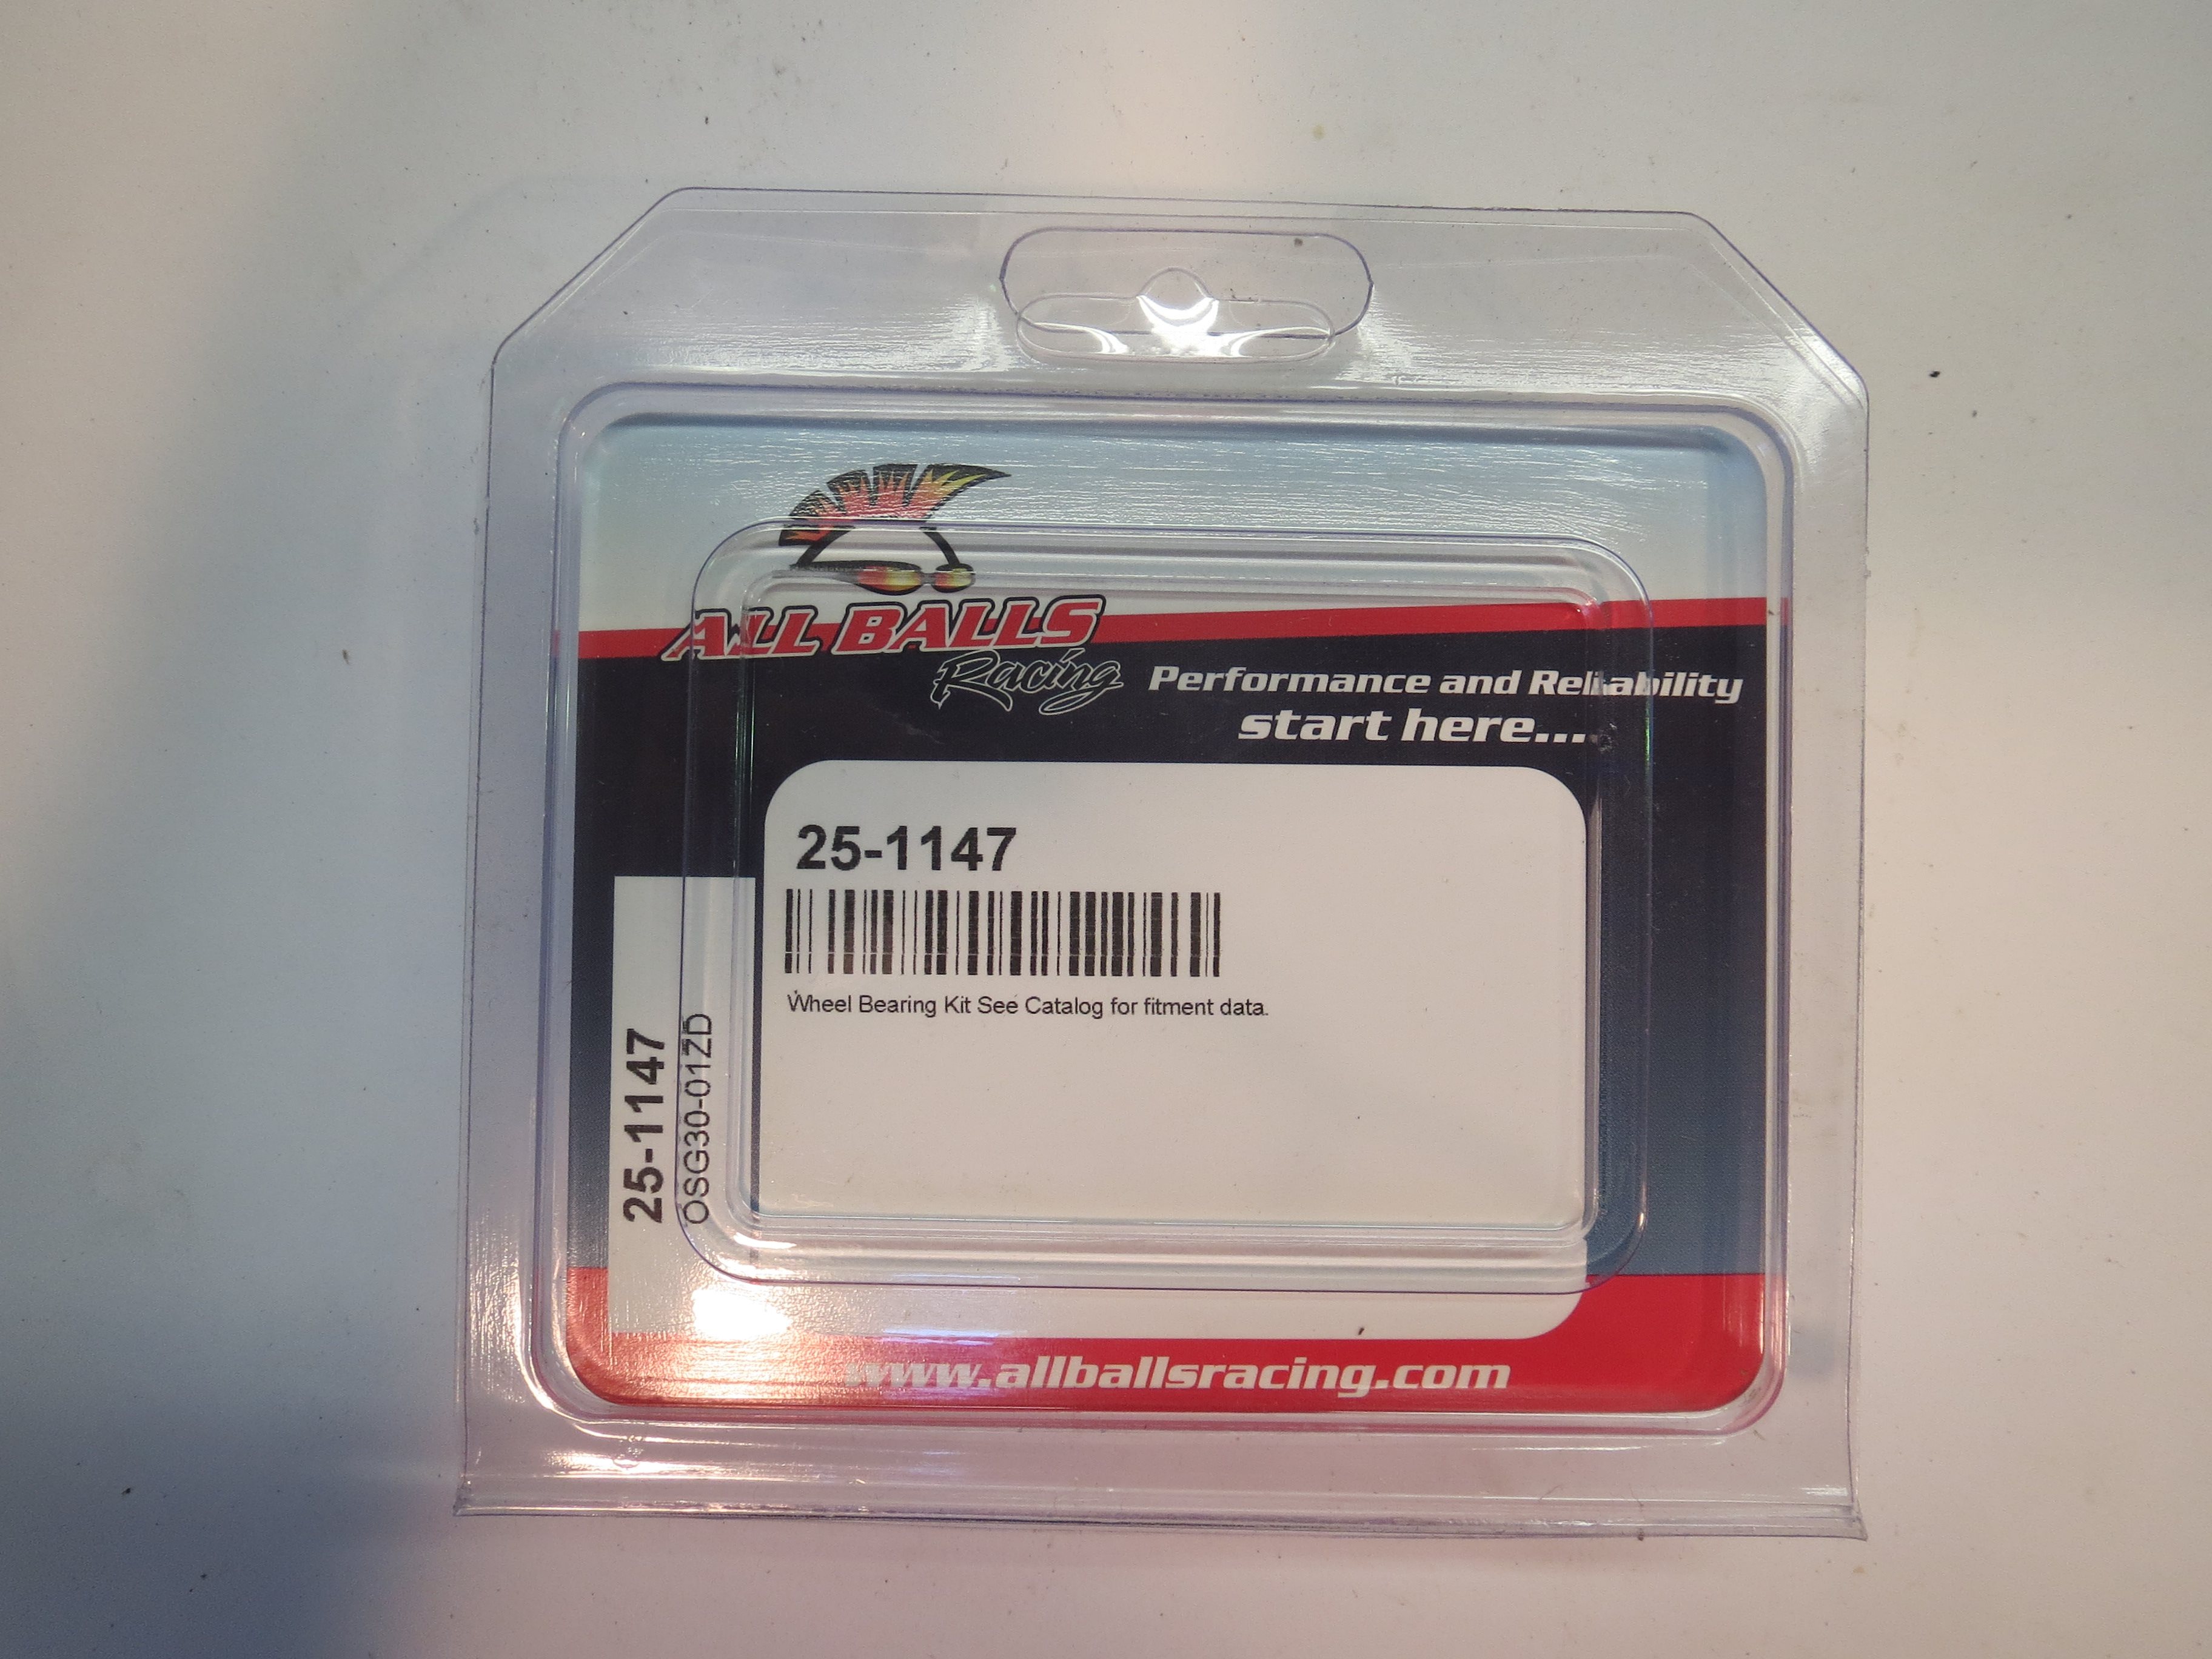 ALL BALLS
Racing
Performance and Reliability
start here....
25-1147
Wheel Bearing Kit See Catalog for fitment data.
25-1147
OSG30-01ZD
www.allballsracing.com